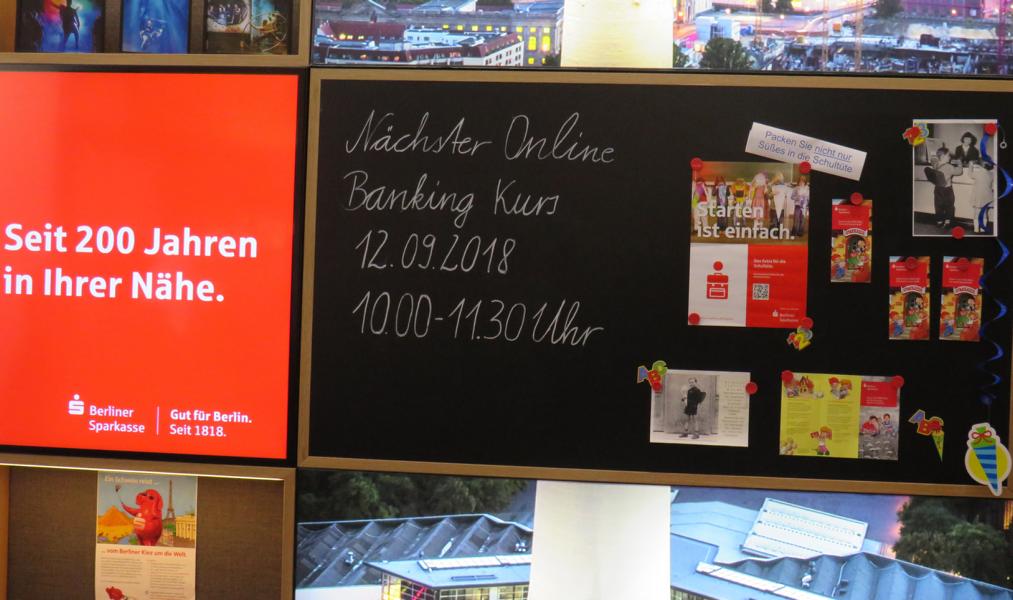 Seit 200 Jahren
in Ihrer Nähe.
Berliner
Sparkasse
Gut für Berlin.
Seit 1818.
Nächster Online
Banking Kurs
12.09.2018
10.00-11.30 Uhr
Packen Sie nicht nur
Süßes in die Schultüte.
Starten
ist einfach.
Berliner
Sparkasse
ABC
Ein Schwein reist ...
... vom Berliner Kiez um die Welt.